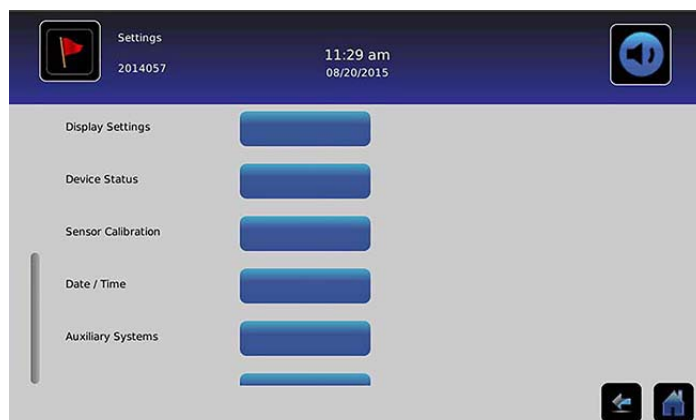 Settings
2014057
11:29 am
08/20/2015
Display Settings
Device Status
Sensor Calibration
Date / Time
Auxiliary Systems